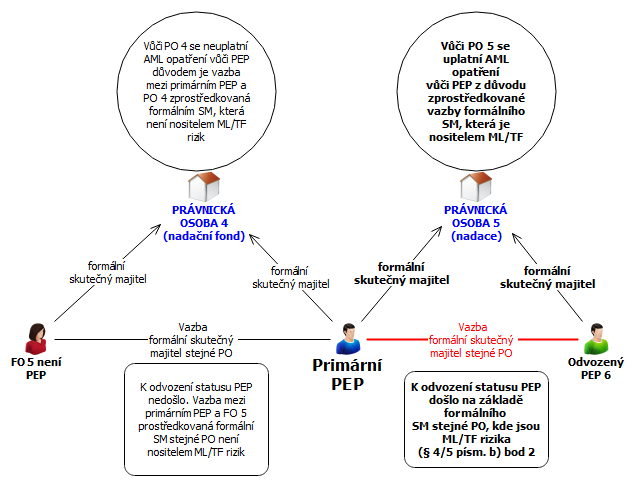 Vůči PO 4 se neuplatní
AML opatření vůči PEP
důvodem je vazba
mezi primárním PEP a
PO 4 zprostředkovaná
formálním SM, která
není nositelem ML/TF
rizik
Vůči PO 5 se
uplatní AML
opatření
vůči PEP z důvodu
zprostředkované
vazby formálního
SM, která je
nositelem ML/TF
PRÁVNICKÁ
OSOBA 4
(nadační fond)
PRÁVNICKÁ
OSOBA 5
(nadace)
formální
skutečný majitel
formální
skutečný majitel
formální
skutečný majitel
formální
skutečný majitel
FO 5 není
PEP
Vazba
formální skutečný
majitel stejné PO
Primární
PEP
Vazba
formální skutečný
majitel stejné PO
Odvozený
PEP 6
K odvození statusu PEP
nedošlo. Vazba mezi
primárním PEP a FO 5
prostředkovaná formální
SM stejné PO není
nositelem ML/TF rizik
K odvození statusu PEP
došlo na základě
formálního
SM stejné PO, kde jsou
ML/TF rizika
(§ 4/5 písm. b) bod 2